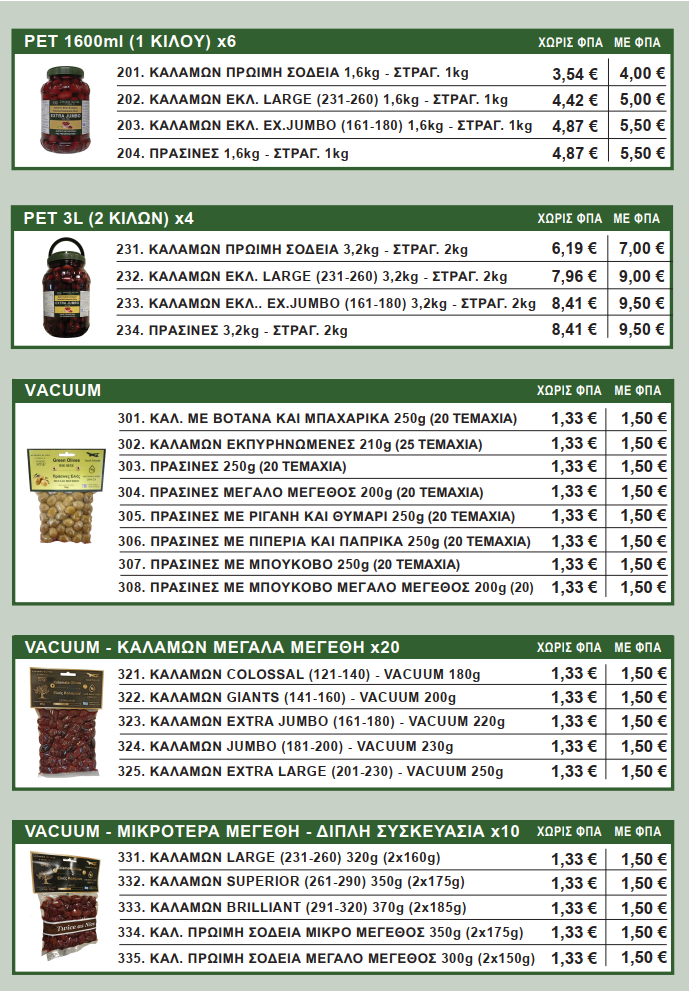 PET 1600ml (1 ΚΙΛΟΥ) x6 ΧΩΡΙΣ ΦΠΑ ΜΕ ΦΠΑ
201. ΚΑΛΑΜΩΝ ΠΡΩΙΜΗ ΣΟΔΕΙΑ 1,6kg - ΣΤΡΑΓ. 1kg 3,54 € 4,00 €
202. ΚΑΛΑΜΩΝ ΕΚΛ. LARGE (231-260) 1,6kg - ΣΤΡΑΓ. 1kg 4,42 € 5,00 €
203. ΚΑΛΑΜΩΝ ΕΚΛ. EX.JUMBO (161-180) 1,6kg - ΣΤΡΑΓ. 1kg 4,87 € 5,50 €
204. ΠΡΑΣΙΝΕΣ 1,6kg - ΣΤΡΑΓ. 1kg 4,87 € 5,50 €
EXTRA JUMBO
PET 3L (2 ΚΙΛΩΝ) x4 ΧΩΡΙΣ ΦΠΑ ΜΕ ΦΠΑ
231. ΚΑΛΑΜΩΝ ΠΡΩΙΜΗ ΣΟΔΕΙΑ 3,2kg - ΣΤΡΑΓ. 2kg 6,19 € 7,00 €
232. ΚΑΛΑΜΩΝ ΕΚΛ. LARGE (231-260) 3,2kg - ΣΤΡΑΓ. 2kg 7,96 € 9,00 €
233. ΚΑΛΑΜΩΝ ΕΚΛ.. EX.JUMBO (161-180) 3,2kg - ΣΤΡΑΓ. 2kg 8,41 € 9,50 €
234. ΠΡΑΣΙΝΕΣ 3,2kg - ΣΤΡΑΓ. 2kg 8,41 € 9,50 €
EXTRA JUMBO
VACUUM ΧΩΡΙΣ ΦΠΑ ΜΕ ΦΠΑ
301. ΚΑΛ. ΜΕ ΒΟΤΑΝΑ ΚΑΙ ΜΠΑΧΑΡΙΚΑ 250g (20 ΤΕΜΑΧΙΑ) 1,33 € 1,50 €
302. ΚΑΛΑΜΩΝ ΕΚΠΥΡΗΝΩΜΕΝΕΣ 210g (25 ΤΕΜΑΧΙΑ) 1,33 € 1,50 €
303. ΠΡΑΣΙΝΕΣ 250g (20 ΤΕΜΑΧΙΑ) 1,33 € 1,50 €
304. ΠΡΑΣΙΝΕΣ ΜΕΓΑΛΟ ΜΕΓΕΘΟΣ 200g (20 ΤΕΜΑΧΙΑ) 1,33 € 1,50 €
305. ΠΡΑΣΙΝΕΣ ΜΕ ΡΙΓΑΝΗ ΚΑΙ ΘΥΜΑΡΙ 250g (20 ΤΕΜΑΧΙΑ) 1,33 € 1,50 €
306. ΠΡΑΣΙΝΕΣ ΜΕ ΠΙΠΕΡΙΑ ΚΑΙ ΠΑΠΡΙΚΑ 250g (20 ΤΕΜΑΧΙΑ) 1,33 € 1,50 €
307. ΠΡΑΣΙΝΕΣ ΜΕ ΜΠΟΥΚΟΒΟ 250g (20 ΤΕΜΑΧΙΑ) 1,33 € 1,50 €
308. ΠΡΑΣΙΝΕΣ ΜΕ ΜΠΟΥΚΟΒΟ ΜΕΓΑΛΟ ΜΕΓΕΘΟΣ 200g (20) 1,33 € 1,50 €
Green Olives
Πράσινες Ελιές
VACUUM - ΚΑΛΑΜΩΝ ΜΕΓΑΛΑ ΜΕΓΕΘΗ x20 ΧΩΡΙΣ ΦΠΑ ΜΕ ΦΠΑ
321. ΚΑΛΑΜΩΝ COLOSSAL (121-140) - VACUUM 180g 1,33 € 1,50 €
322. ΚΑΛΑΜΩΝ GIANTS (141-160) - VACUUM 200g 1,33 € 1,50 €
323. ΚΑΛΑΜΩΝ EXTRA JUMBO (161-180) - VACUUM 220g 1,33 € 1,50 €
324. ΚΑΛΑΜΩΝ JUMBO (181-200) - VACUUM 230g 1,33 € 1,50 €
325. ΚΑΛΑΜΩΝ EXTRA LARGE (201-230) - VACUUM 250g 1,33 € 1,50 €
VACUUM - ΜΙΚΡΟΤΕΡΑ ΜΕΓΕΘΗ - ΔΙΠΛΗ ΣΥΣΚΕΥΑΣΙΑ x10 ΧΩΡΙΣ ΦΠΑ ΜΕ ΦΠΑ
331. ΚΑΛΑΜΩΝ LARGE (231-260) 320g (2x160g) 1,33 € 1,50 €
332. ΚΑΛΑΜΩΝ SUPERIOR (261-290) 350g (2x175g) 1,33 € 1,50 €
333. ΚΑΛΑΜΩΝ BRILLIANT (291-320) 370g (2x185g) 1,33 € 1,50 €
334. ΚΑΛ. ΠΡΩΙΜΗ ΣΟΔΕΙΑ ΜΙΚΡΟ ΜΕΓΕΘΟΣ 350g (2x175g) 1,33 € 1,50 €
335. ΚΑΛ. ΠΡΩΙΜΗ ΣΟΔΕΙΑ ΜΕΓΑΛΟ ΜΕΓΕΘΟΣ 300g (2x150g) 1,33 € 1,50 €
Twice as Nice